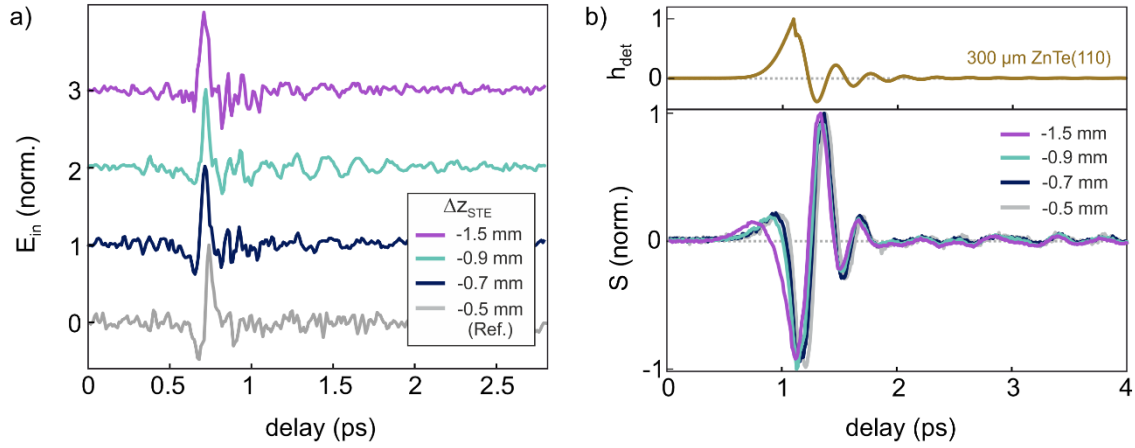 a)
E_in (norm.)
3
2
1
0
Δz_STE
-1.5 mm
-0.9 mm
-0.7 mm
-0.5 mm
(Ref.)
0 0.5 1 1.5 2 2.5
delay (ps)
b)
h_det
1
0
300 µm ZnTe(110)
S (norm.)
1
0
-1
-1.5 mm
-0.9 mm
-0.7 mm
-0.5 mm
0 1 2 3 4
delay (ps)